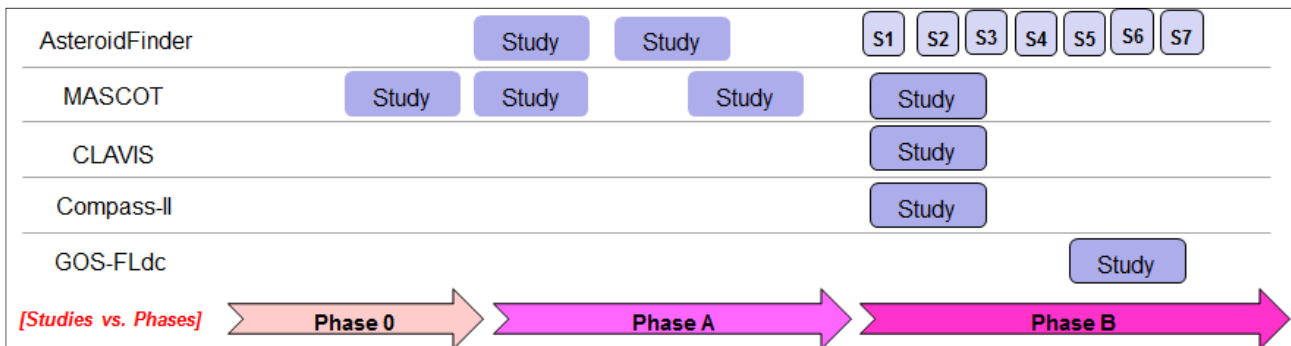 AsteroidFinder Study Study S1 S2 S3 S4 S5 S6 S7
MASCOT Study Study Study Study
CLAVIS Study
Compass-II Study
GOS-FLdc Study
[Studies vs. Phases] Phase 0 Phase A Phase B